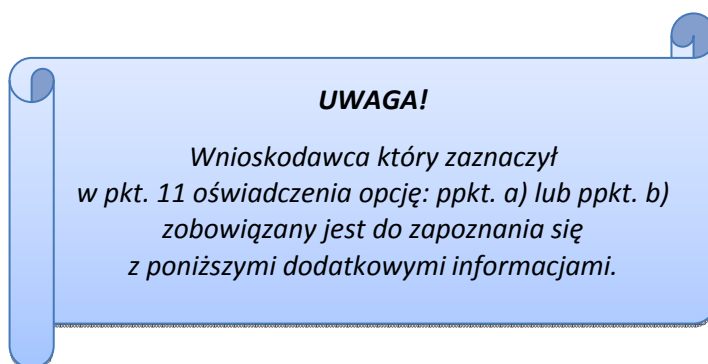 UWAGA!
Wnioskodawca który zaznaczył
w pkt. 11 oświadczenia opcję: ppkt. a) lub ppkt. b)
zobowiązany jest do zapoznania się
z poniższymi dodatkowymi informacjami.